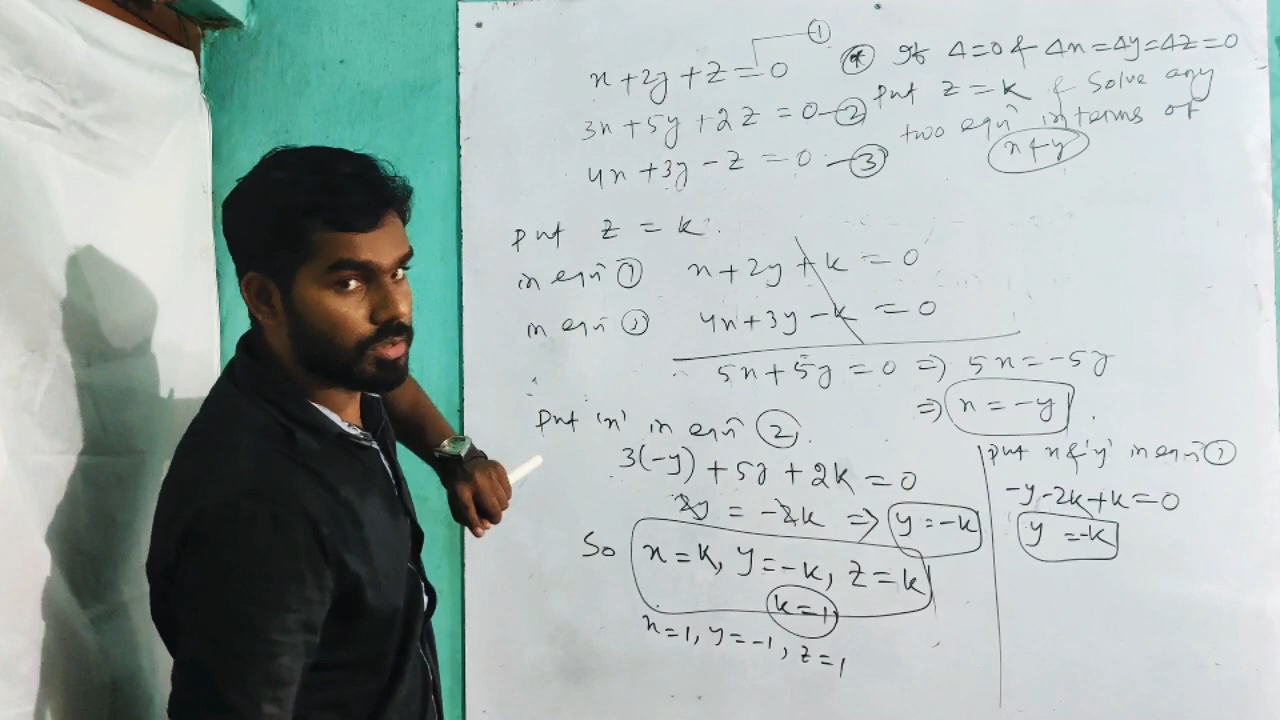 x + 2y + z = 0 ①
3x + 5y + 2z = 0 - ②
4x + 3y - z = 0 - ③
* If Δ = 0 & Δx = Δy = Δz = 0
Put z = k & Solve any
two eqn in terms of
x & y
Put z = k.
in eqn ① x + 2y + k = 0
in eqn ③ 4x + 3y - k = 0
5x + 5y = 0 ⇒ 5x = -5y
⇒ x = -y
Put 'x' in eqn ②.
3(-y) + 5y + 2k = 0
2y = -2k ⇒ y = -k
So x = k, y = -k, z = k
k = 1
x = 1, y = -1, z = 1
Put x & 'y' in eqn ①
-y - 2k + k = 0
y = -k